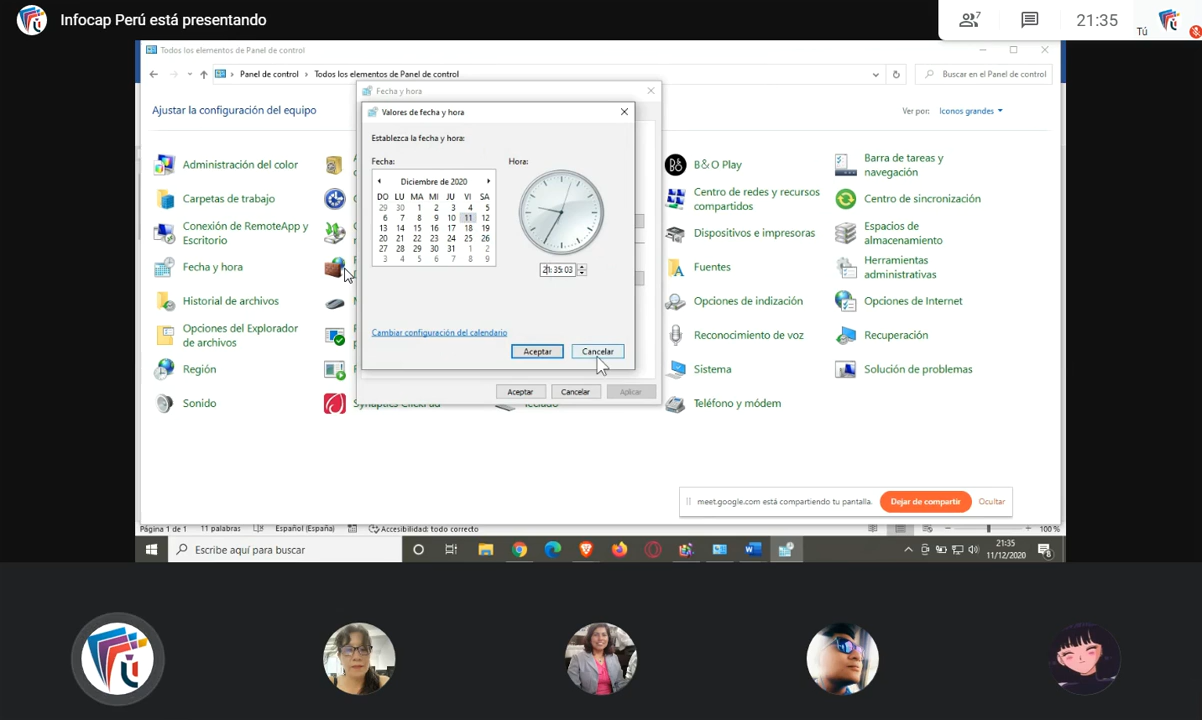 Infocap Perú está presentando
7
21:35
Tú
Todos los elementos de Panel de control
Panel de control > Todos los elementos de Panel de control
Buscar en el Panel de control
Ajustar la configuración del equipo
Ver por: Iconos grandes
Fecha y hora
Valores de fecha y hora
Establezca la fecha y hora:
Fecha:
Hora:
Diciembre de 2020
DO LU MA MI JU VI SA
29 30 1 2 3 4 5
6 7 8 9 10 11 12
13 14 15 16 17 18 19
20 21 22 23 24 25 26
27 28 29 30 31 1 2
3 4 5 6 7 8 9
21:35:03
Cambiar configuración del calendario
Aceptar
Cancelar
Aceptar
Cancelar
Aplicar
Administración del color
B&O Play
Barra de tareas y
navegación
Carpetas de trabajo
Centro de redes y recursos
compartidos
Centro de sincronización
Conexión de RemoteApp y
Escritorio
Dispositivos e impresoras
Espacios de
almacenamiento
Fecha y hora
Fuentes
Herramientas
administrativas
Historial de archivos
Opciones de indización
Opciones de Internet
Opciones del Explorador
de archivos
Reconocimiento de voz
Recuperación
Región
Sistema
Solución de problemas
Sonido
Synaptics ClickPad
Teclado
Teléfono y módem
meet.google.com está compartiendo tu pantalla.
Dejar de compartir
Ocultar
Página 1 de 1
11 palabras
Español (España)
Accesibilidad: todo correcto
100 %
Escribe aquí para buscar
21:35
11/12/2020
8